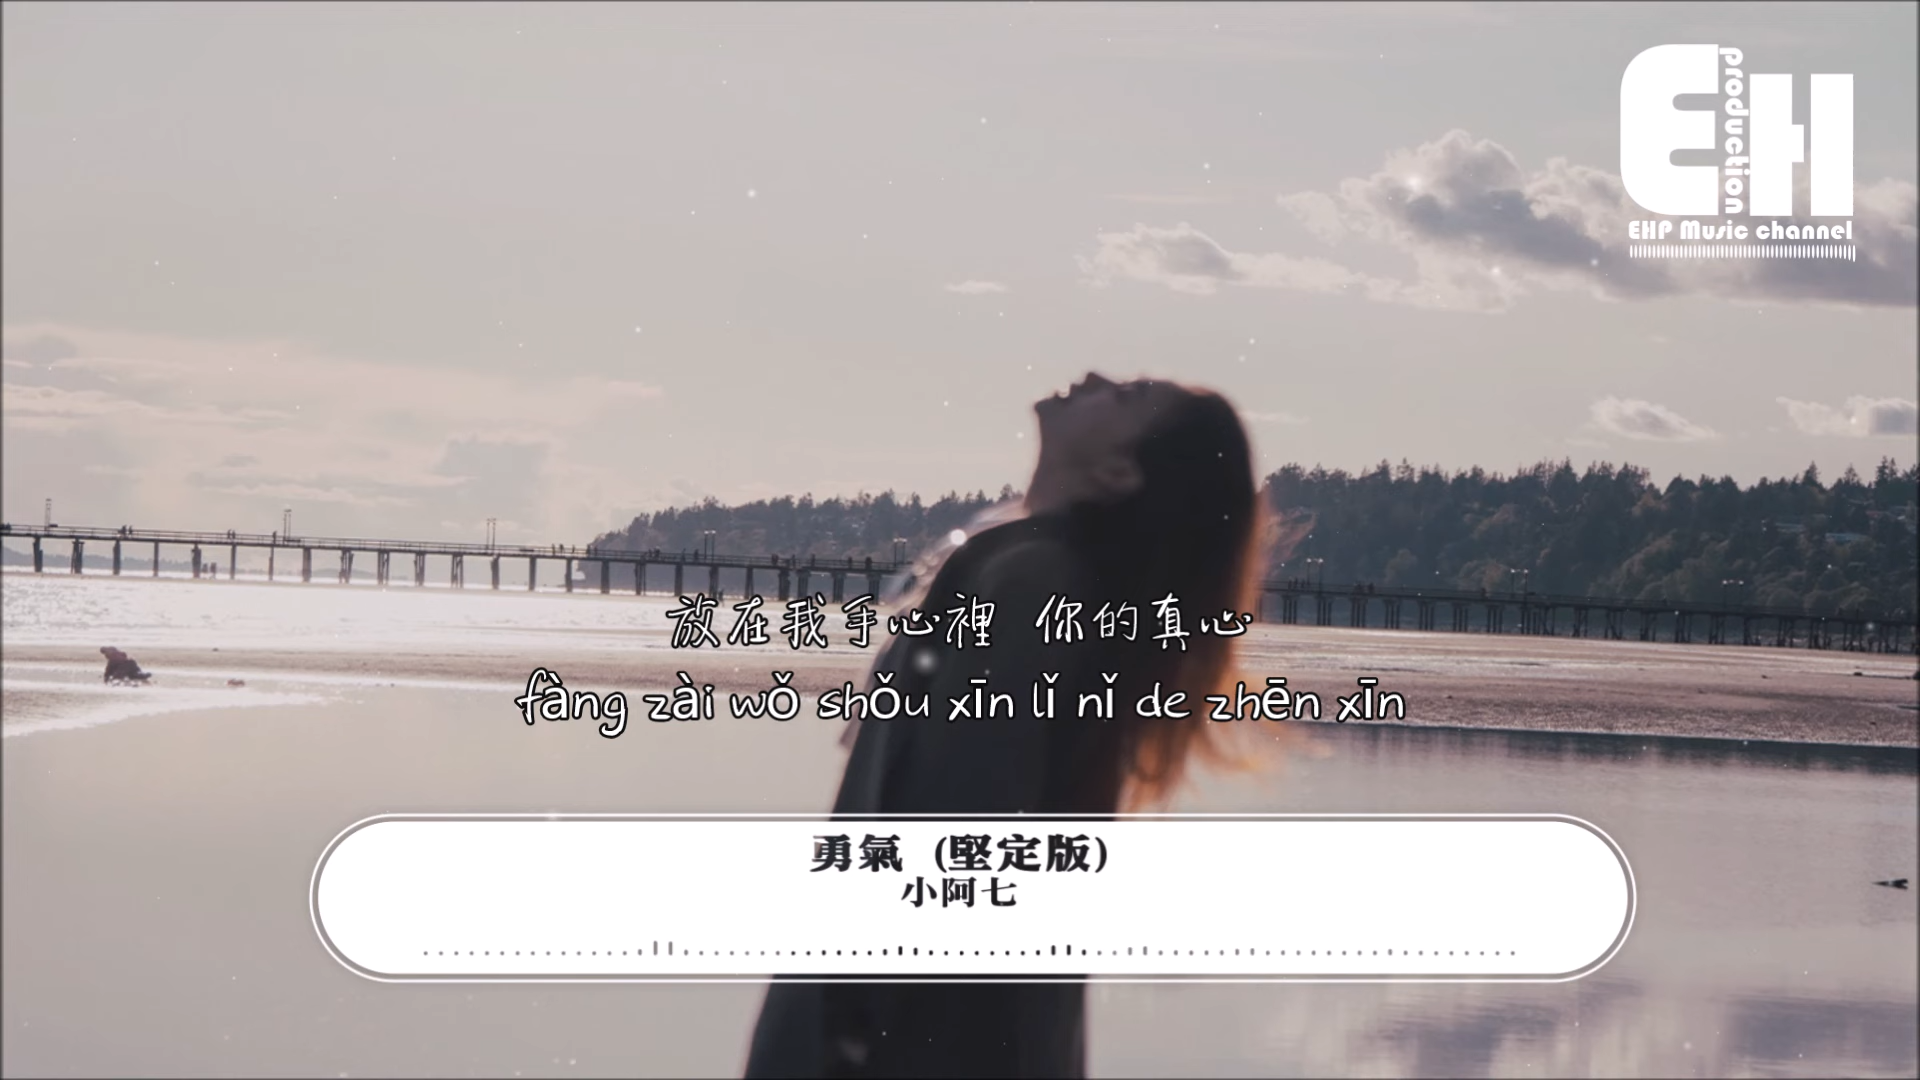 EH
production
EHP Music channel
放在我手心裡 你的真心
fàng zài wǒ shǒu xīn lǐ nǐ de zhēn xīn
勇氣 (堅定版)
小阿七